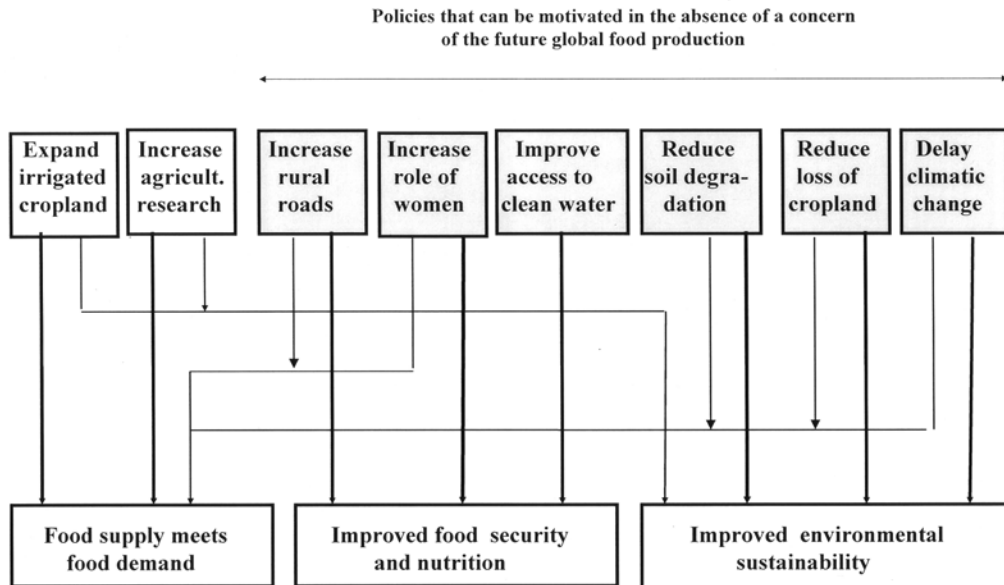 Policies that can be motivated in the absence of a concern
of the future global food production
Expand
irrigated
cropland
Increase
agricult.
research
Increase
rural
roads
Increase
role of
women
Improve
access to
clean water
Reduce
soil degra-
dation
Reduce
loss of
cropland
Delay
climatic
change
Food supply meets
food demand
Improved food security
and nutrition
Improved environmental
sustainability